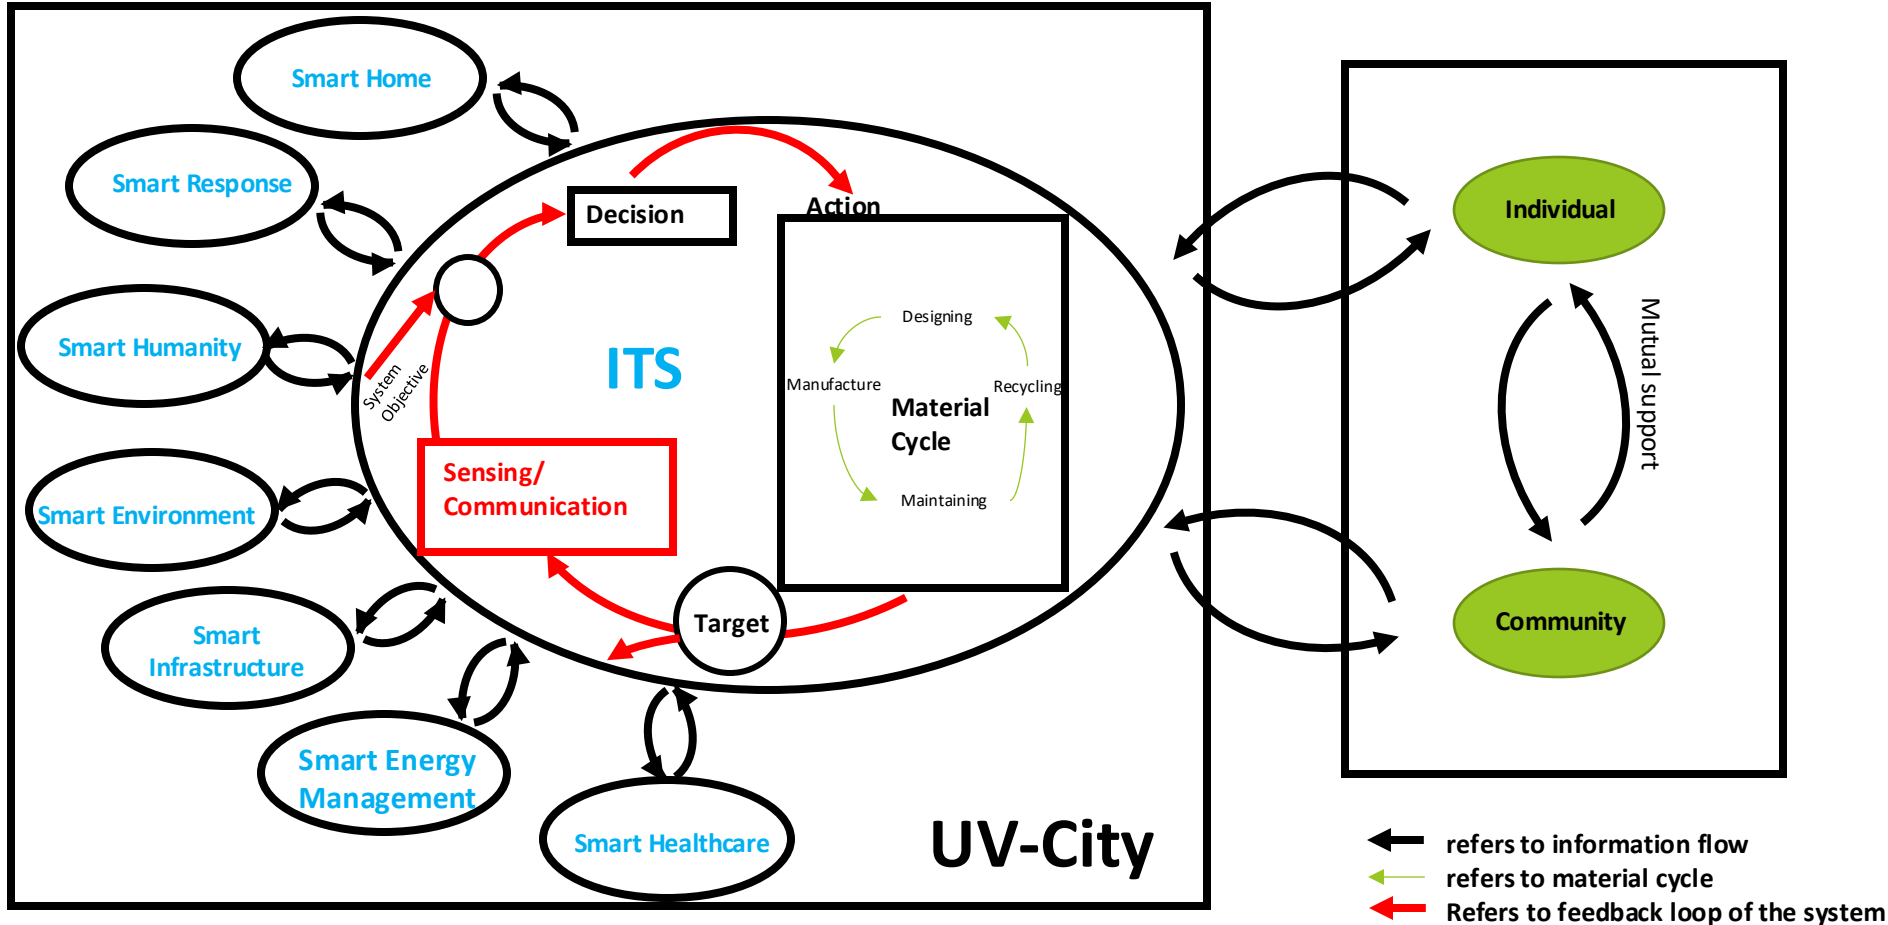 Smart Home
Smart Response
Smart Humanity
Smart Environment
Smart
Infrastructure
Smart Energy
Management
Smart Healthcare
UV-City
ITS
System
Objective
Decision
Action
Sensing/
Communication
Target
Designing
Manufacture
Recycling
Material
Cycle
Maintaining
Individual
Mutual support
Community
refers to information flow
refers to material cycle
Refers to feedback loop of the system